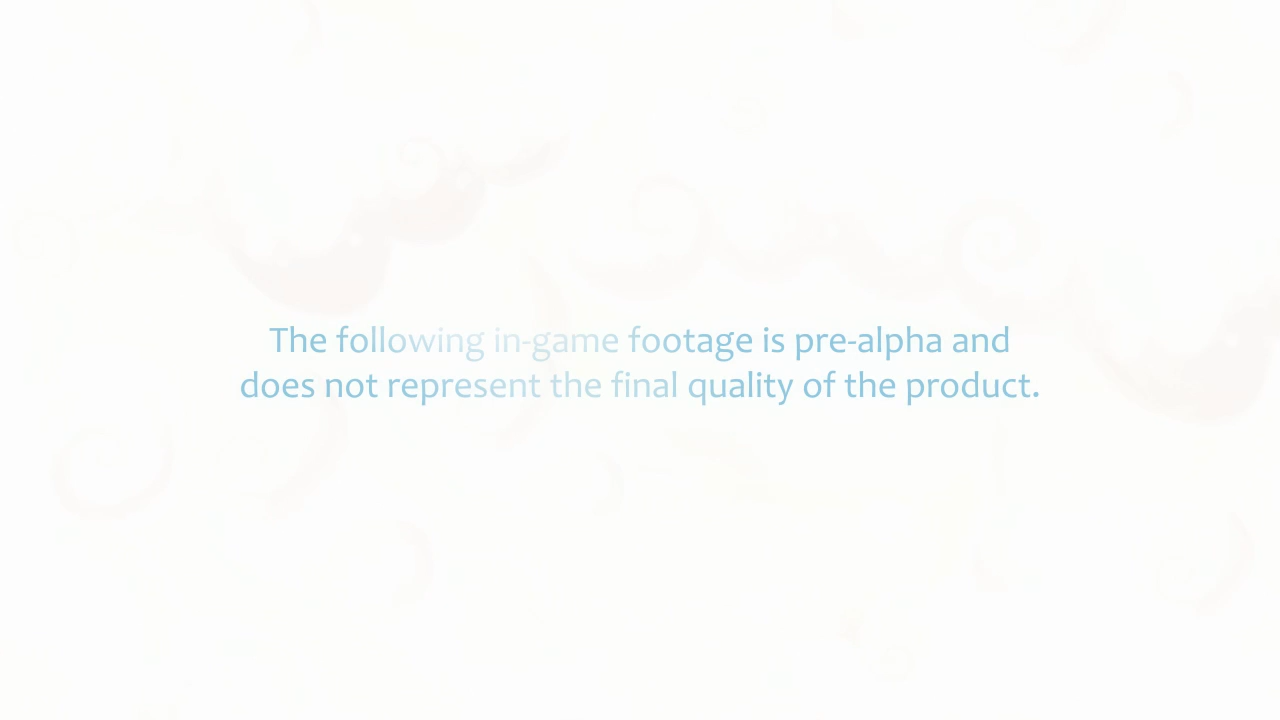 The following in-game footage is pre-alpha and
does not represent the final quality of the product.